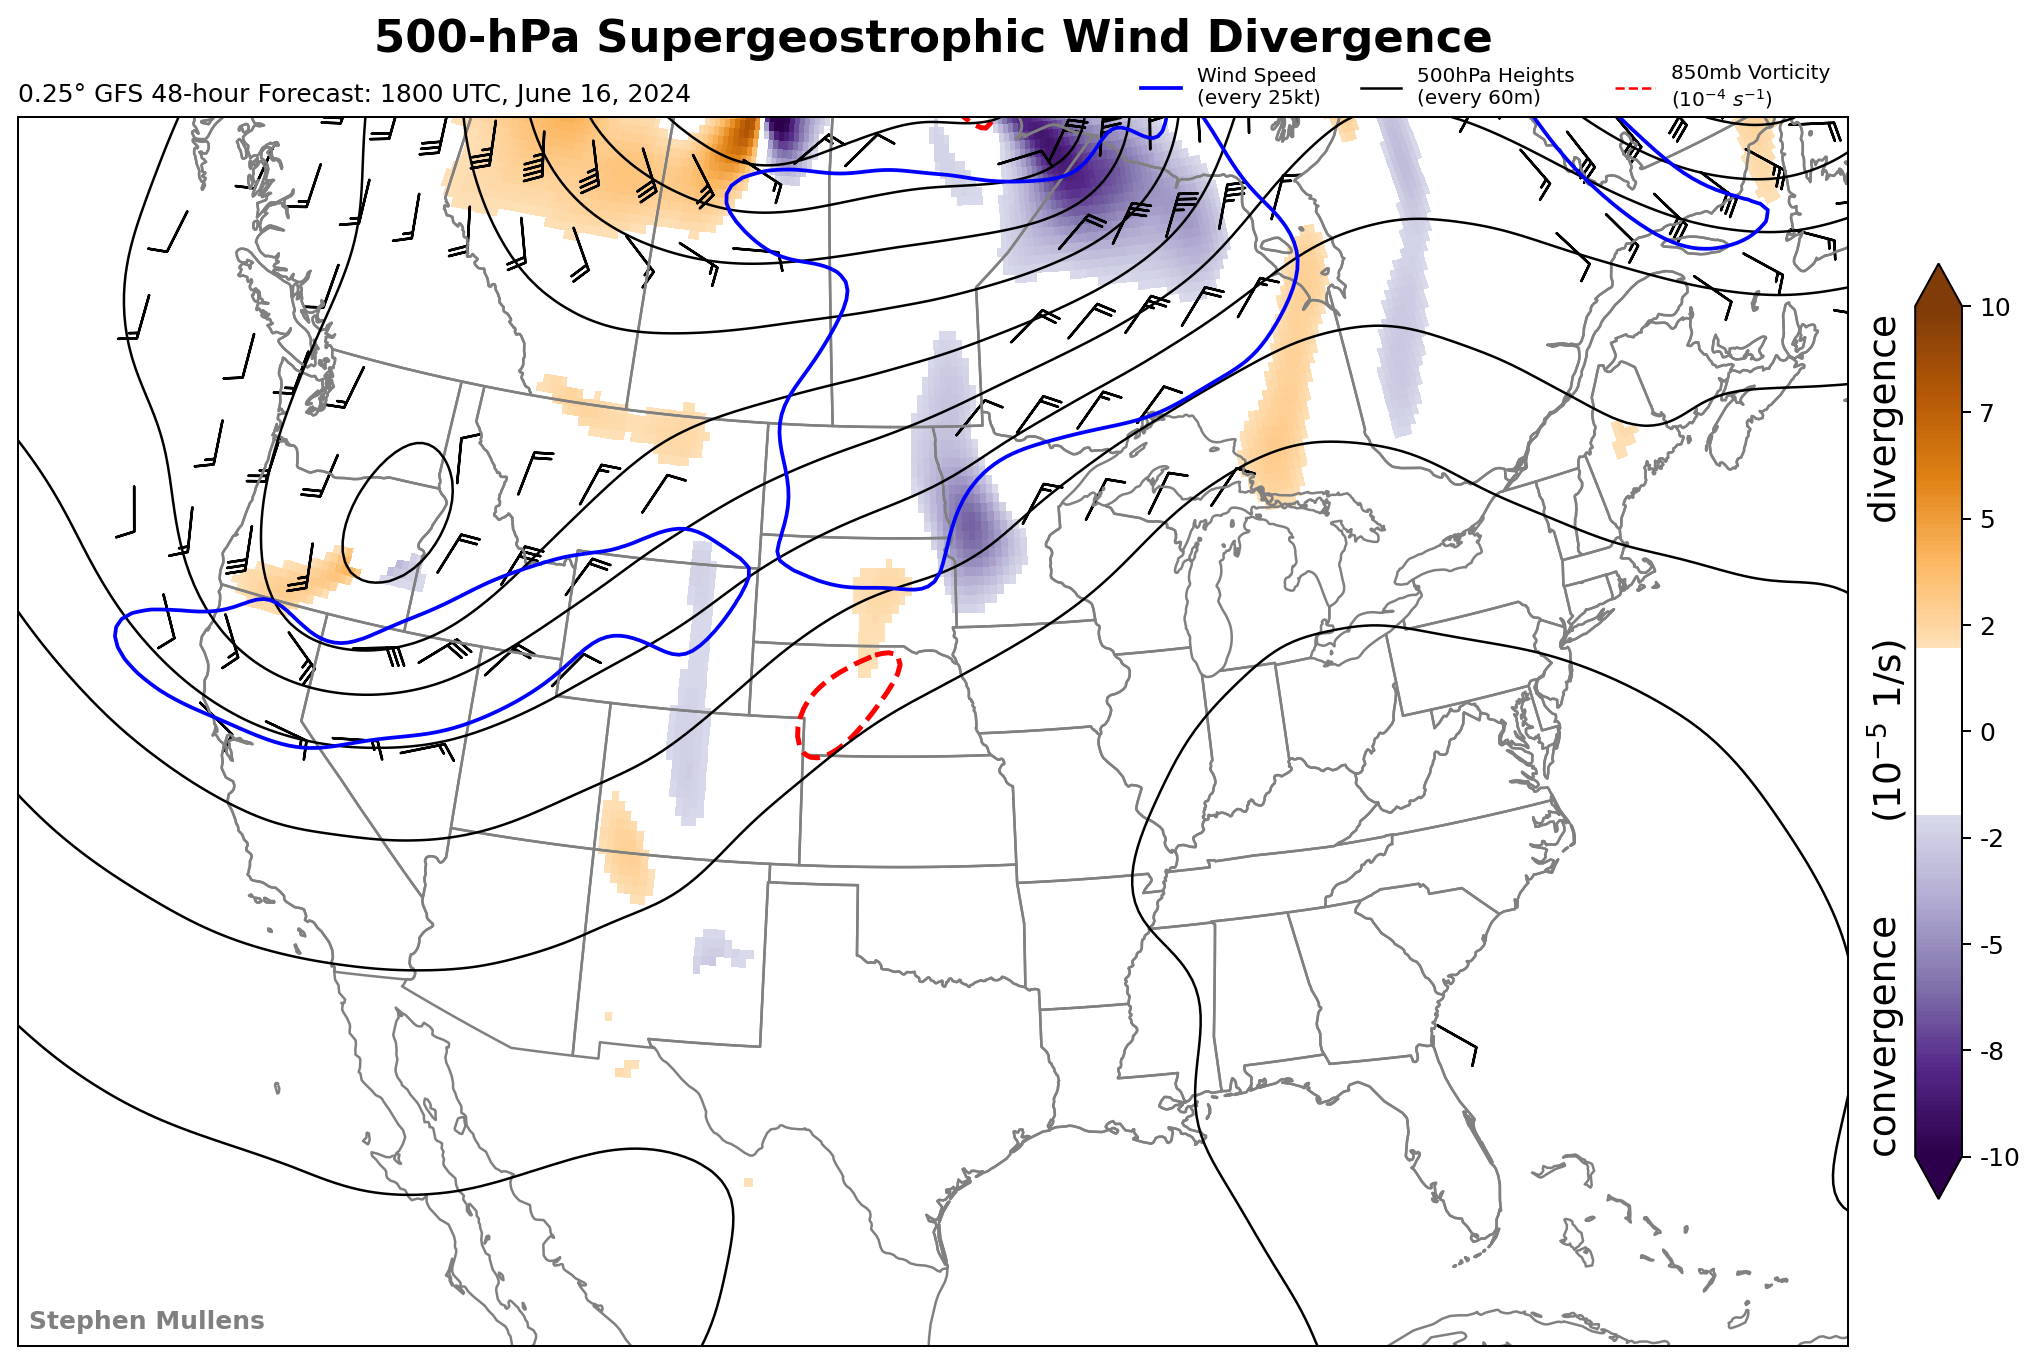 500-hPa Supergeostrophic Wind Divergence
0.25° GFS 48-hour Forecast: 1800 UTC, June 16, 2024
Wind Speed
(every 25kt)
500hPa Heights
(every 60m)
850mb Vorticity
(10⁻⁴ s⁻¹)
10
7
5
2
0
-2
-5
-8
-10
convergence (10⁻⁵ 1/s) divergence
Stephen Mullens